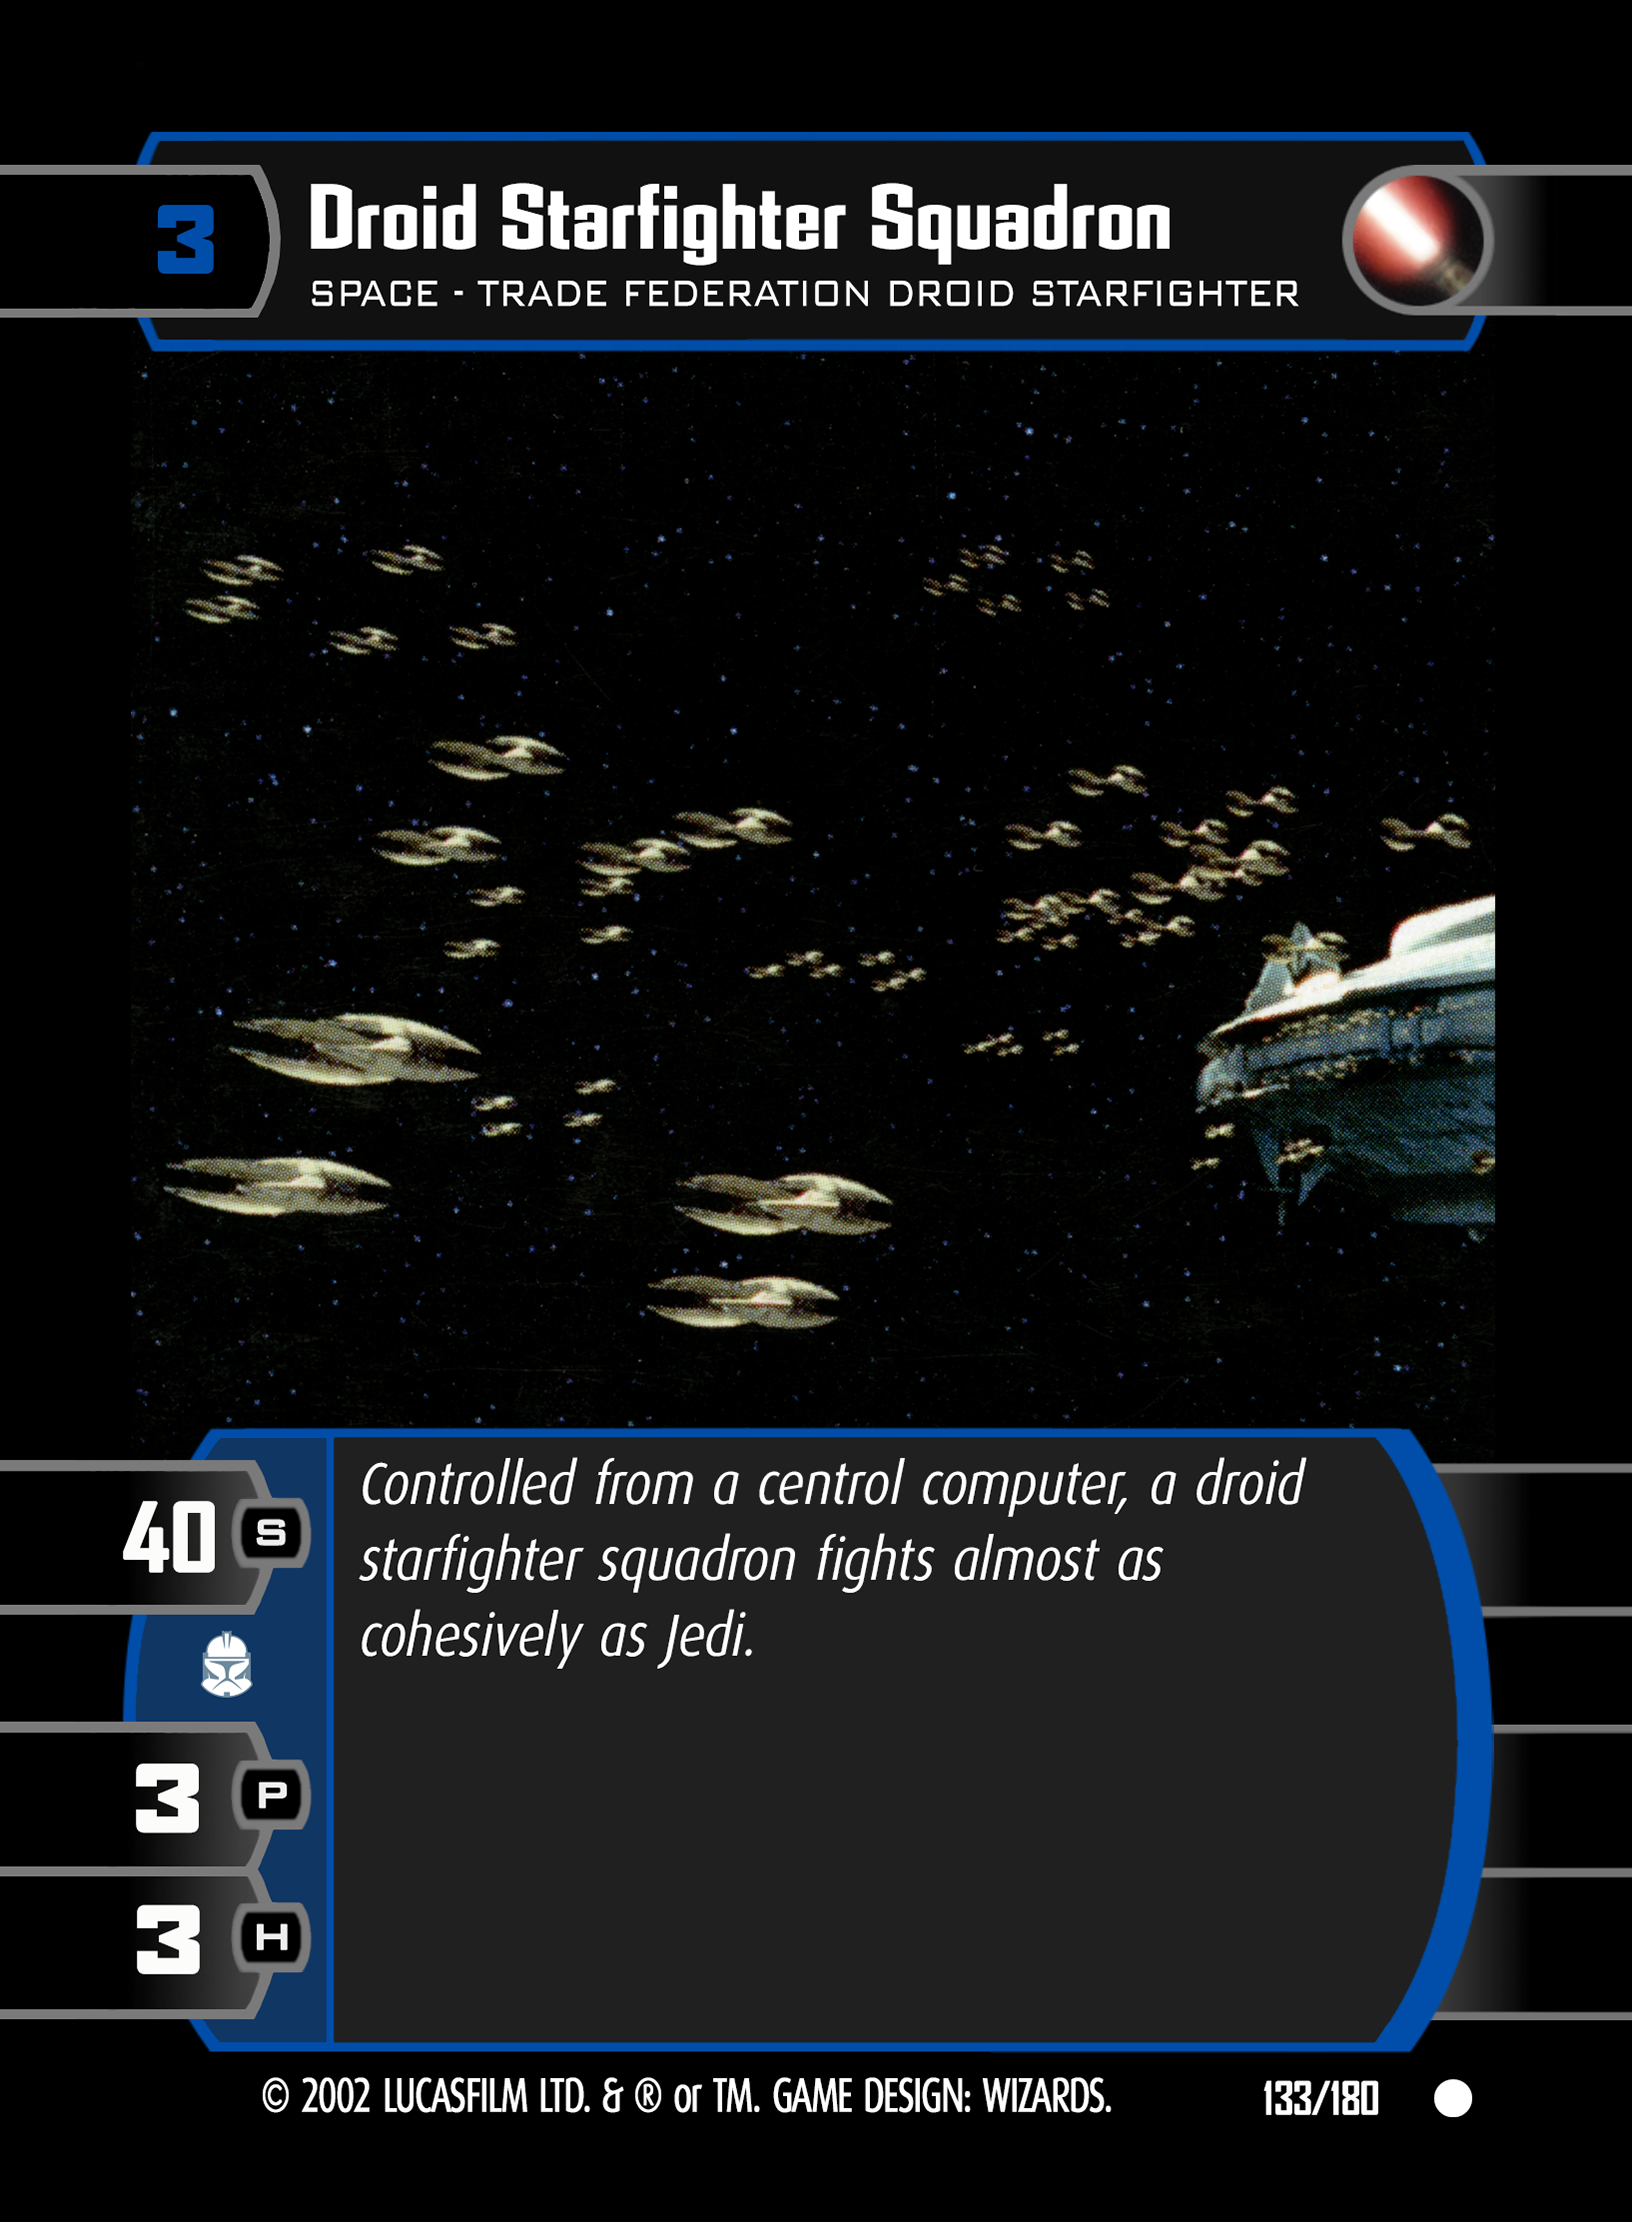 3
Droid Starfighter Squadron
SPACE - TRADE FEDERATION DROID STARFIGHTER
40 S
Controlled from a central computer, a droid
starfighter squadron fights almost as
cohesively as Jedi.
3 P
3 H
© 2002 LUCASFILM LTD. & ® or TM. GAME DESIGN: WIZARDS.
133/180